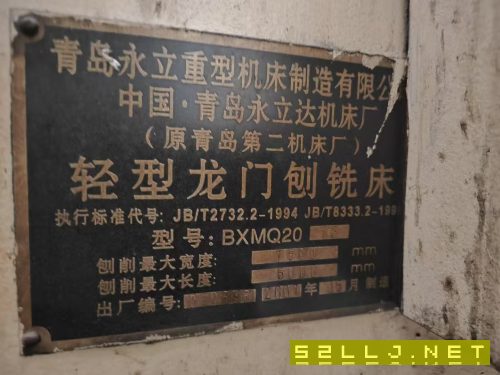 青岛永立重型机床制造有限公
中国·青岛永立达机床厂
(原青岛第二机床厂)
轻型龙门刨铣床
执行标准代号: JB/T2732.2-1994 JB/T8333.2-199
型号: BXMQ20
刨削最大宽度: mm
刨削最大长度: mm
出厂编号: 年 月 制造
52LLJ.NET